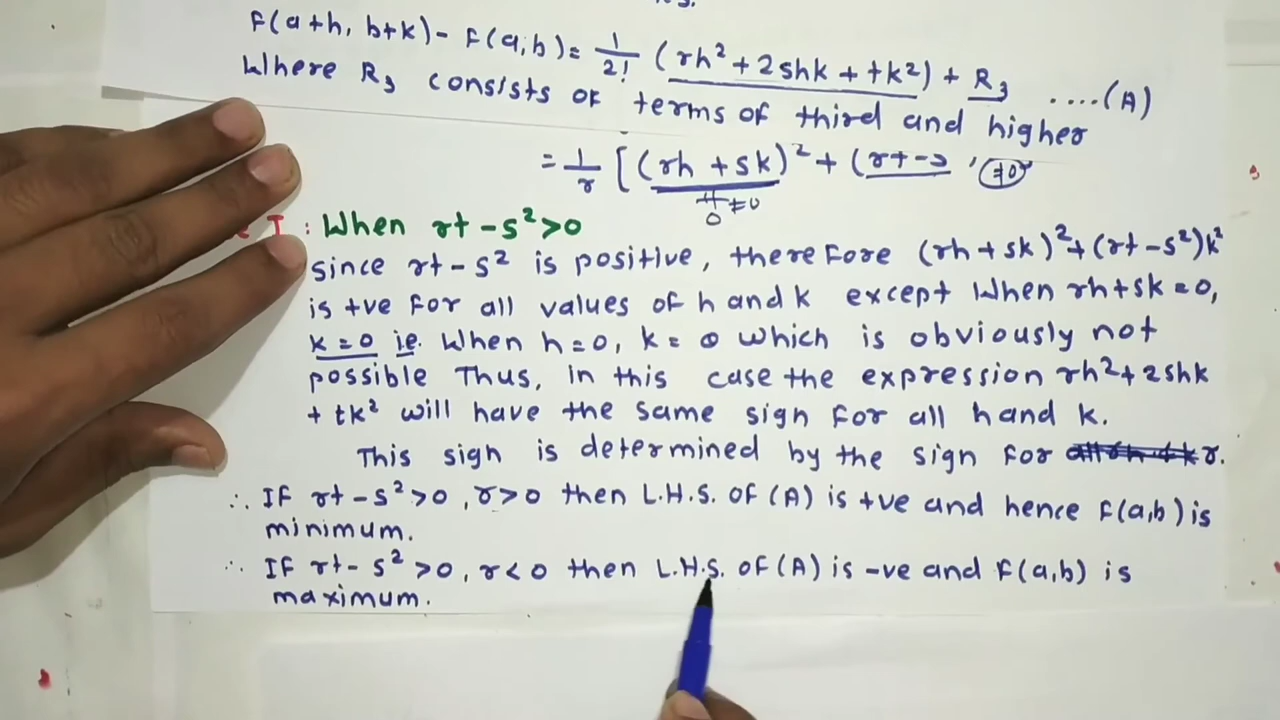 F(a+h, b+k) - F(a,b) = 1/2! (rh² + 2shk + tk²) + R₃ ....(A)
Where R₃ consists of terms of third and higher
= 1/r [(rh + sk)² + (rt - s ≠0
0 ≠0
I : When rt - s² > 0
since rt - s² is positive, therefore (rh + sk)² + (rt - s²)k²
is +ve for all values of h and k except when rh + sk = 0,
k = 0 ie. when h = 0, k = 0 which is obviously not
possible Thus, in this case the expression rh² + 2shk
+ tk² will have the same sign for all h and k.
This sign is determined by the sign for r.
∴ If rt - s² > 0, r > 0 then L.H.S. of (A) is +ve and hence F(a,b) is
minimum.
∴ If rt - s² > 0, r < 0 then L.H.S. of (A) is -ve and F(a,b) is
maximum.